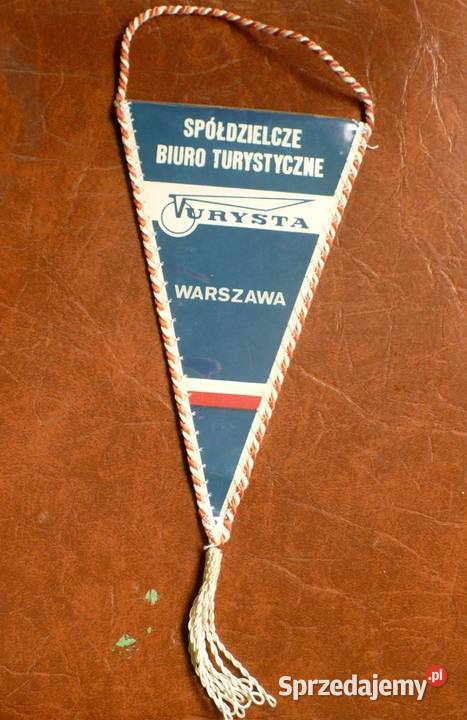 SPÓŁDZIELCZE
BIURO TURYSTYCZNE
TURYSTA
WARSZAWA
Sprzedajemy.pl